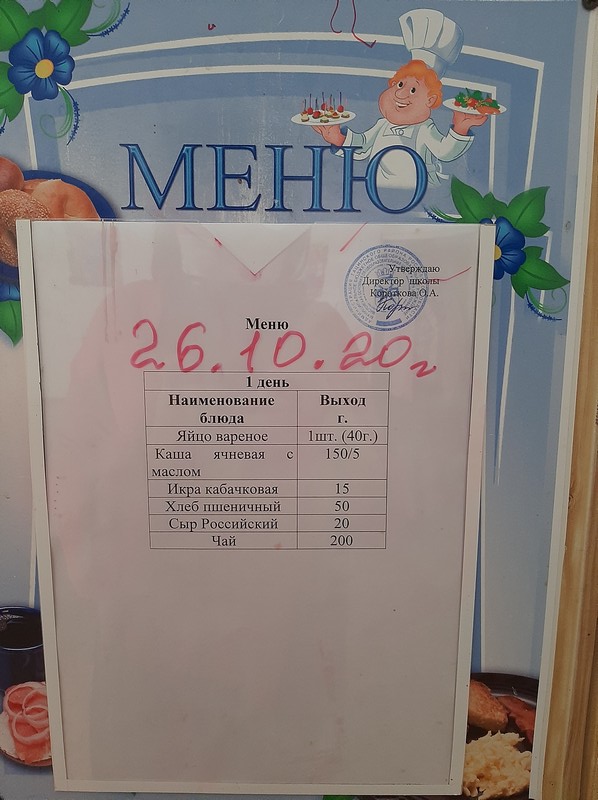 МЕНЮ
Утверждаю
Директор школы
Короткова О.А.
Меню
26.10.20г
1 день
Наименование блюда
Выход г.
Яйцо вареное 1шт. (40г.)
Каша ячневая с маслом 150/5
Икра кабачковая 15
Хлеб пшеничный 50
Сыр Российский 20
Чай 200